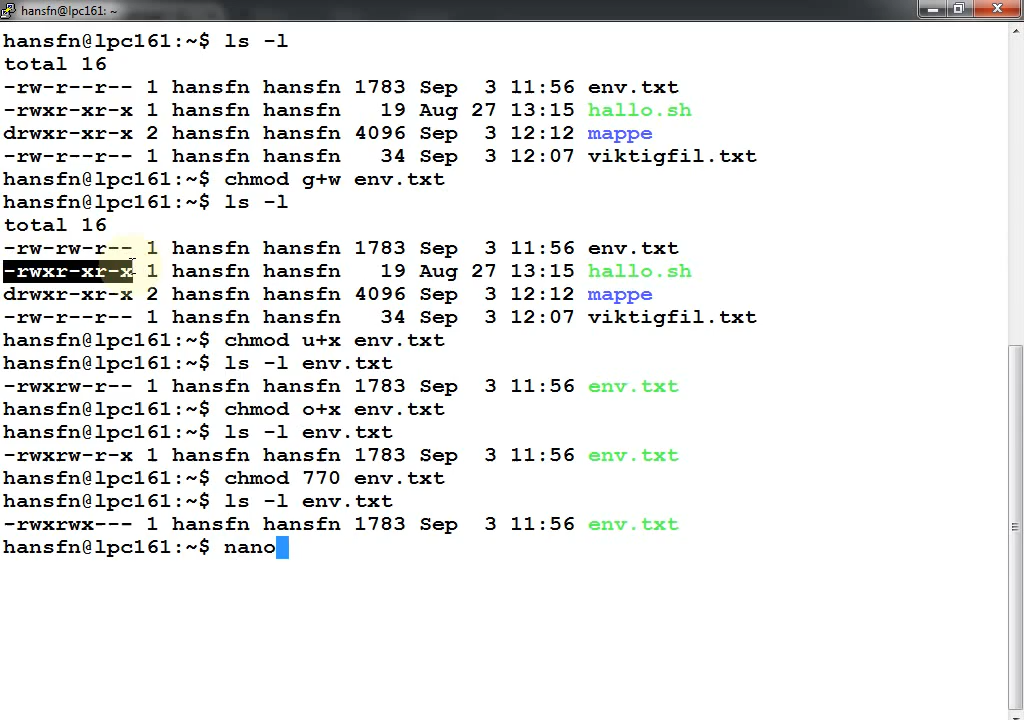 hansfn@lpc161: ~
hansfn@lpc161:~$ ls -l
total 16
-rw-r--r-- 1 hansfn hansfn 1783 Sep  3 11:56 env.txt
-rwxr-xr-x 1 hansfn hansfn   19 Aug 27 13:15 hallo.sh
drwxr-xr-x 2 hansfn hansfn 4096 Sep  3 12:12 mappe
-rw-r--r-- 1 hansfn hansfn   34 Sep  3 12:07 viktigfil.txt
hansfn@lpc161:~$ chmod g+w env.txt
hansfn@lpc161:~$ ls -l
total 16
-rw-rw-r-- 1 hansfn hansfn 1783 Sep  3 11:56 env.txt
-rwxr-xr-x 1 hansfn hansfn   19 Aug 27 13:15 hallo.sh
drwxr-xr-x 2 hansfn hansfn 4096 Sep  3 12:12 mappe
-rw-r--r-- 1 hansfn hansfn   34 Sep  3 12:07 viktigfil.txt
hansfn@lpc161:~$ chmod u+x env.txt
hansfn@lpc161:~$ ls -l env.txt
-rwxrw-r-- 1 hansfn hansfn 1783 Sep  3 11:56 env.txt
hansfn@lpc161:~$ chmod o+x env.txt
hansfn@lpc161:~$ ls -l env.txt
-rwxrw-r-x 1 hansfn hansfn 1783 Sep  3 11:56 env.txt
hansfn@lpc161:~$ chmod 770 env.txt
hansfn@lpc161:~$ ls -l env.txt
-rwxrwx--- 1 hansfn hansfn 1783 Sep  3 11:56 env.txt
hansfn@lpc161:~$ nano